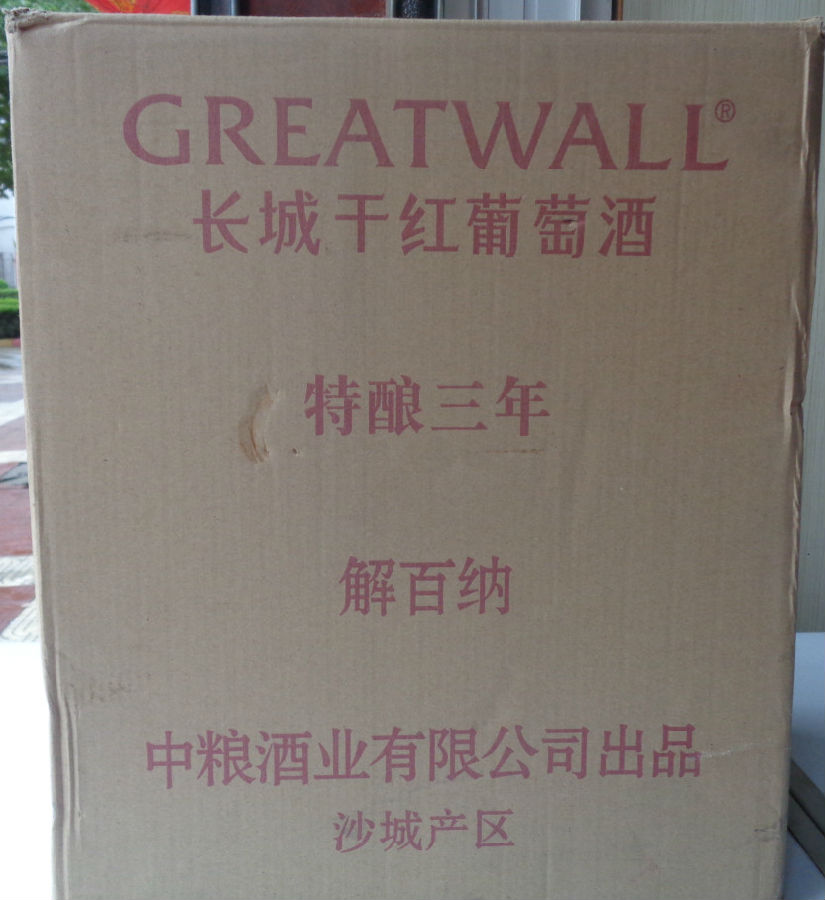 GREATWALL®
长城干红葡萄酒
特酿三年
解百纳
中粮酒业有限公司出品
沙城产区